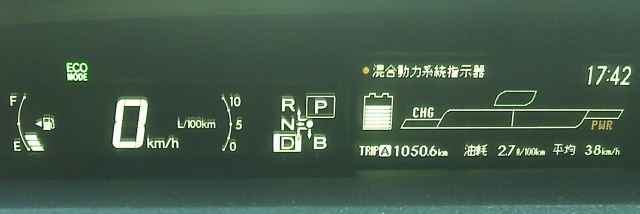 ECO
MODE
混合動力系統指示器
17:42
F
E
0
km/h
L/100km
10
5
0
R
N
D
P
B
CHG
PWR
TRIP A 1050.6km
油耗 2.7ℓ/100km
平均 38km/h